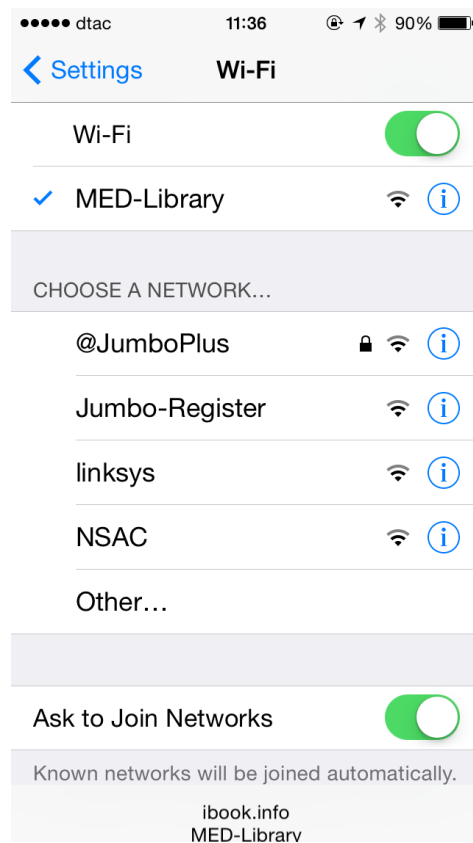 dtac 11:36 90%
Settings Wi-Fi
Wi-Fi
MED-Library
CHOOSE A NETWORK...
@JumboPlus
Jumbo-Register
linksys
NSAC
Other...
Ask to Join Networks
Known networks will be joined automatically.
ibook.info
MED-Library